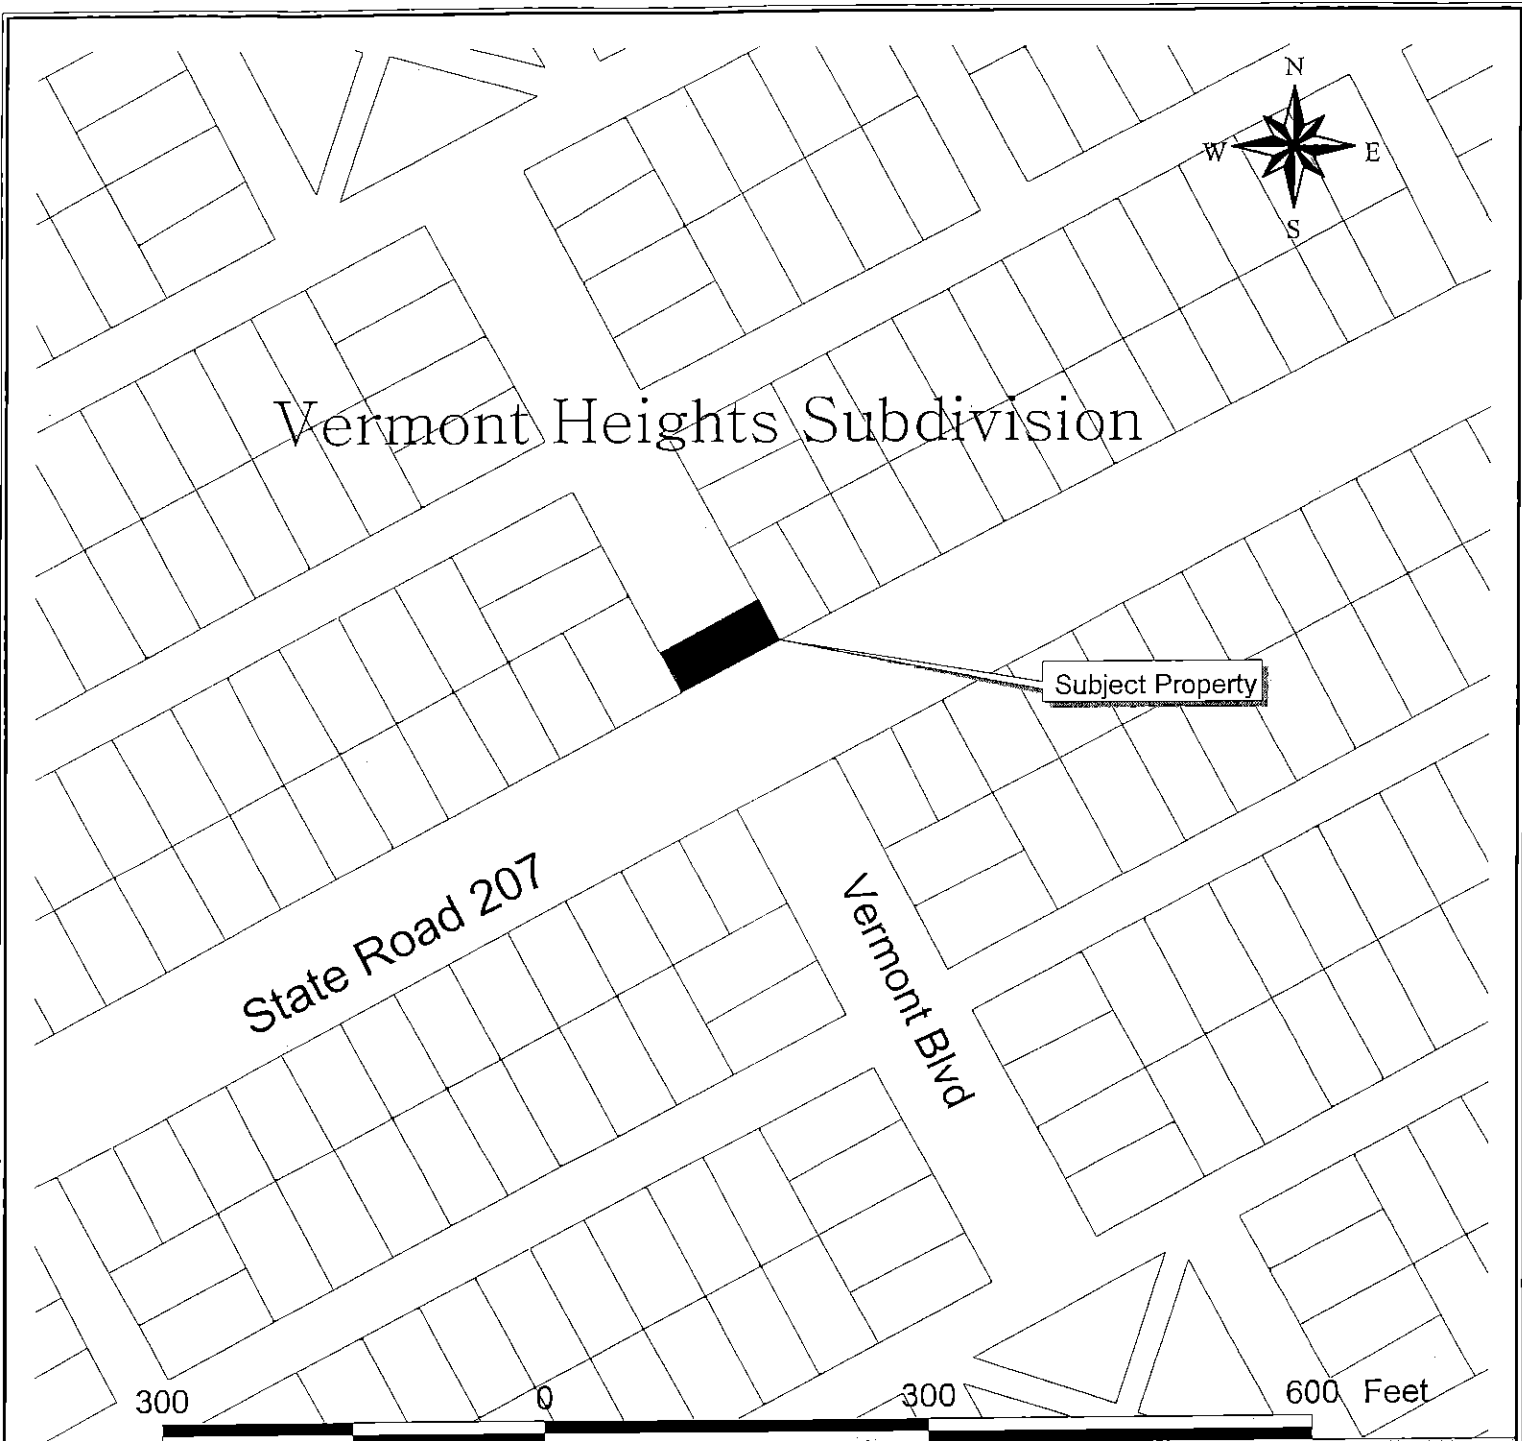 N
W E
S
Vermont Heights Subdivision
Subject Property
State Road 207
Vermont Blvd
300 0 300 600 Feet